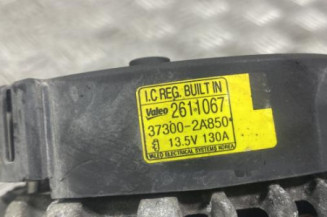 I.C REG. BUILT IN
Valeo 2611067
37300-2A850
13.5V 130A
VALEO ELECTRICAL SYSTEMS KOREA